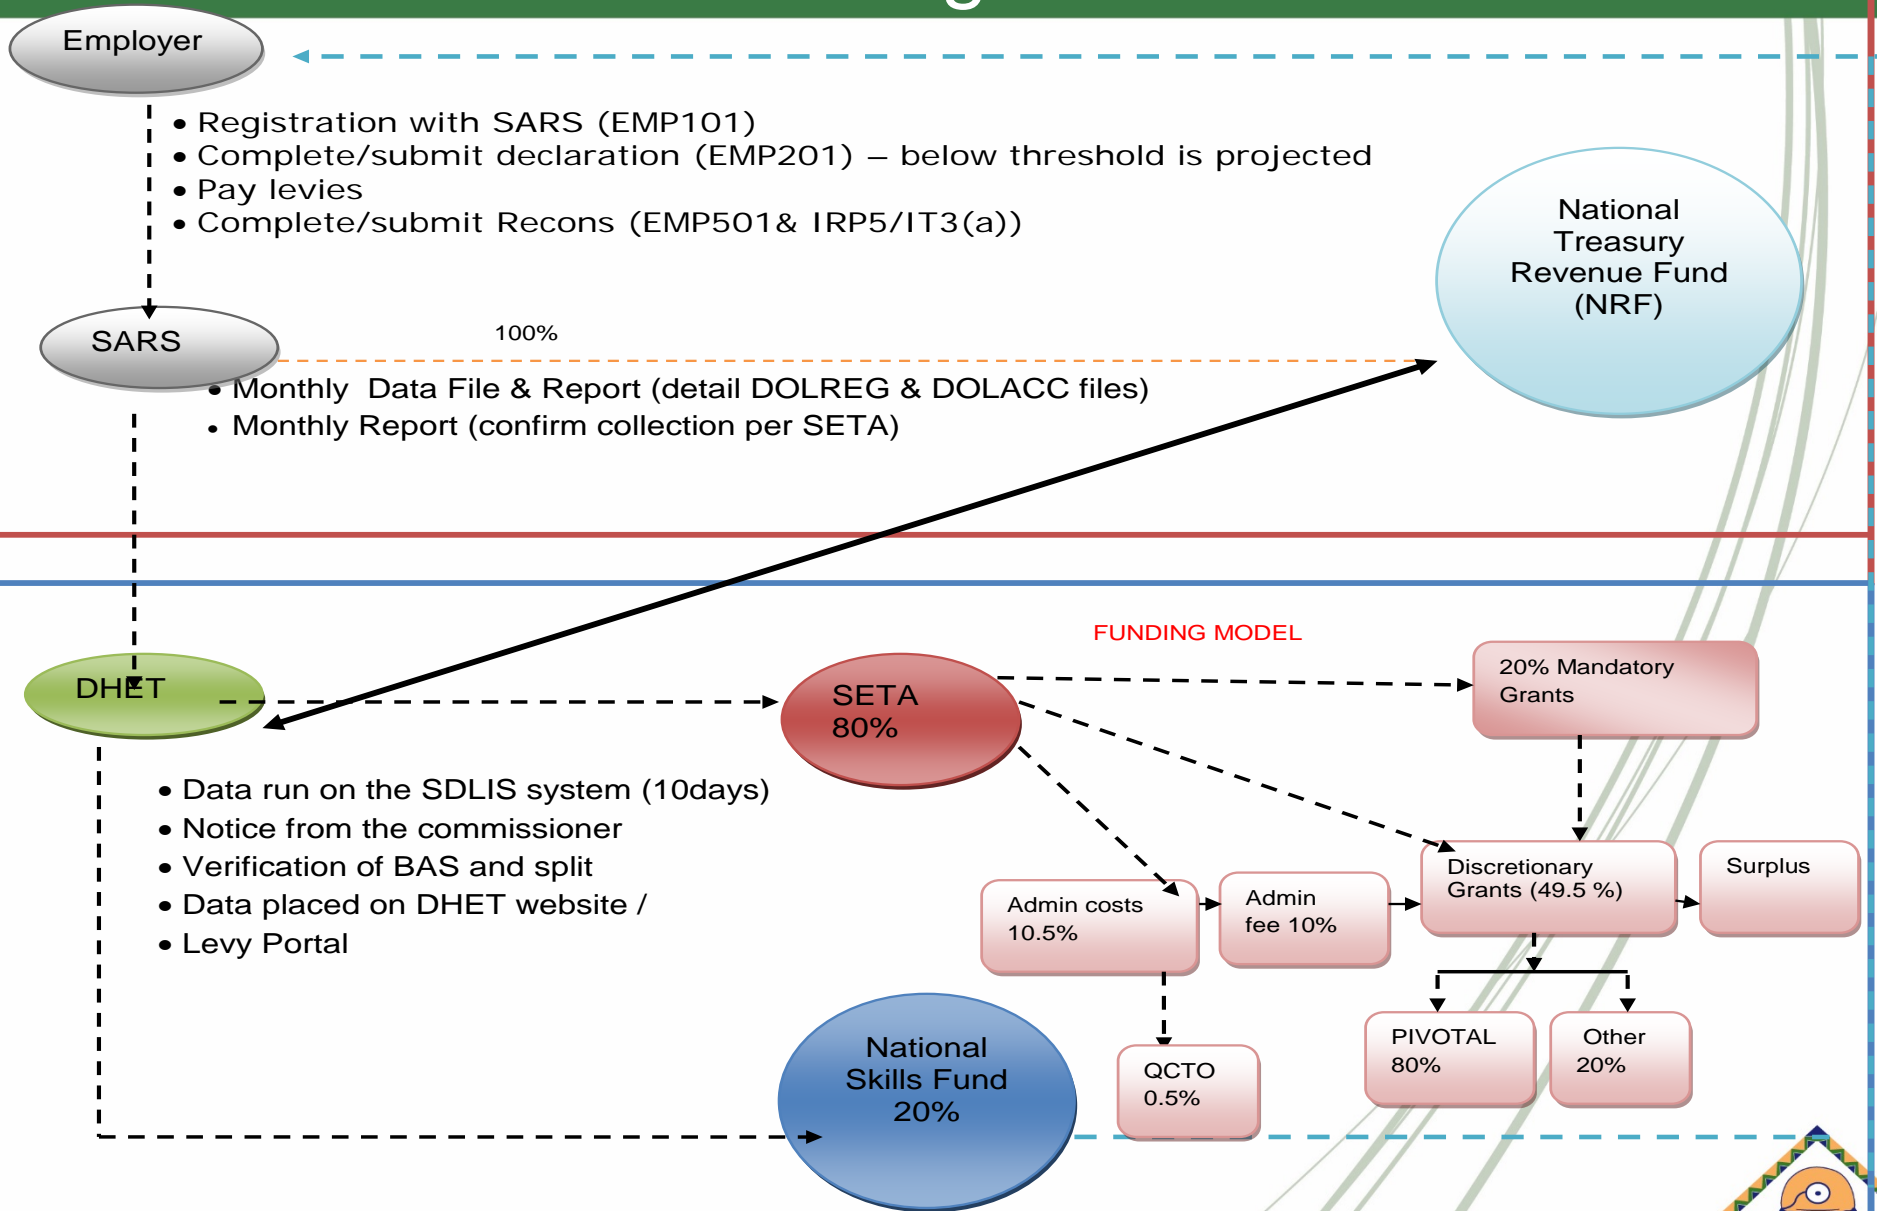 Employer
• Registration with SARS (EMP101)
• Complete/submit declaration (EMP201) – below threshold is projected
• Pay levies
• Complete/submit Recons (EMP501& IRP5/IT3(a))
National
Treasury
Revenue Fund
(NRF)
SARS
100%
• Monthly Data File & Report (detail DOLREG & DOLACC files)
• Monthly Report (confirm collection per SETA)
FUNDING MODEL
DHET
SETA
80%
20% Mandatory
Grants
• Data run on the SDLIS system (10days)
• Notice from the commissioner
• Verification of BAS and split
• Data placed on DHET website /
• Levy Portal
Admin costs
10.5%
Admin
fee 10%
Discretionary
Grants (49.5 %)
Surplus
National
Skills Fund
20%
QCTO
0.5%
PIVOTAL
80%
Other
20%